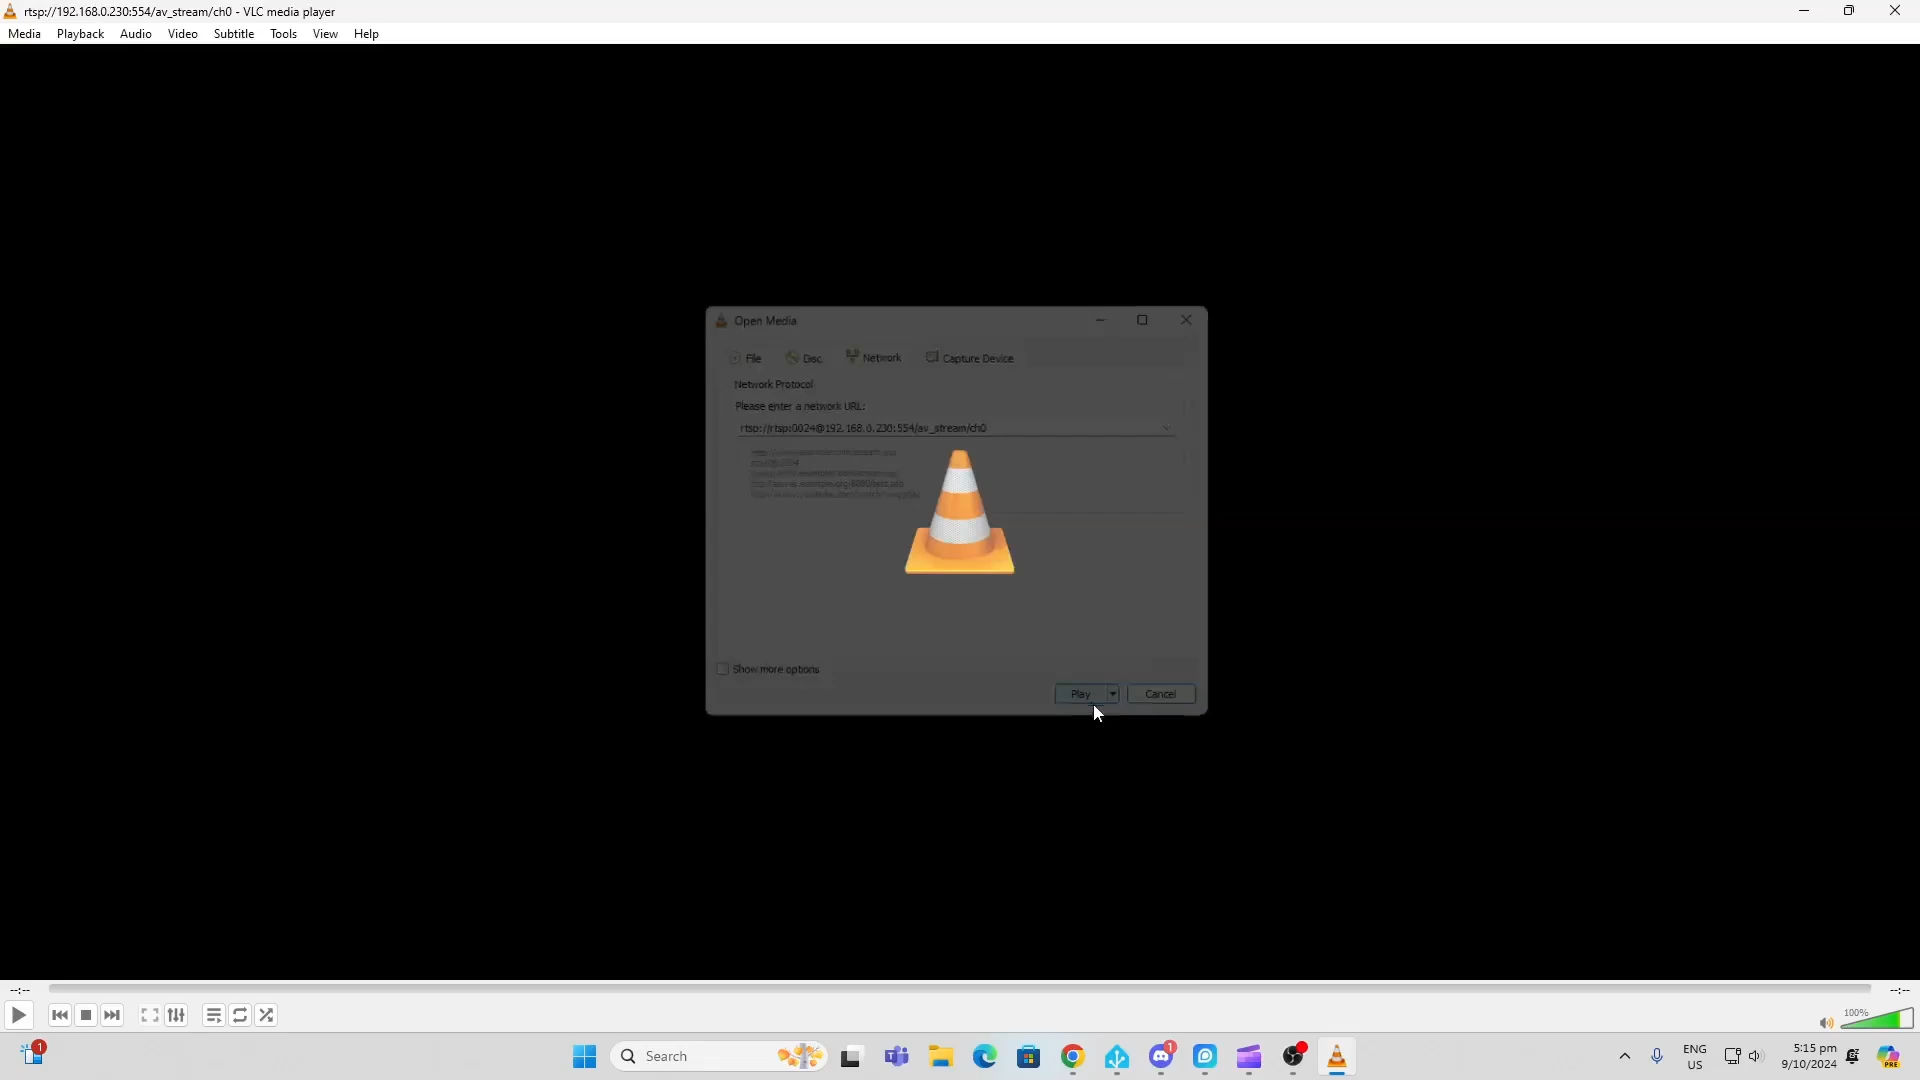 rtsp://192.168.0.230:554/av_stream/ch0 - VLC media player
Media Playback Audio Video Subtitle Tools View Help
Open Media
File Disc Network Capture Device
Network Protocol
Please enter a network URL:
rtsp://rtsp:0024@192.168.0.230:554/av_stream/ch0
Show more options
Play Cancel
--:-- --:--
100%
1 Search 1 ENG 5:15 pm
US 9/10/2024
PRE